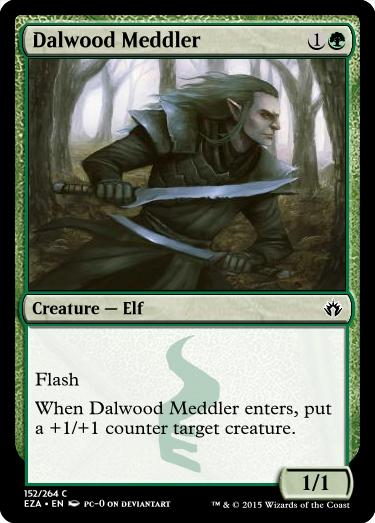 Dalwood Meddler 1
Creature — Elf
Flash
When Dalwood Meddler enters, put
a +1/+1 counter target creature.
1/1
152/264 C
EZA • EN PC-0 ON DEVIANTART ™ & © 2015 Wizards of the Coast